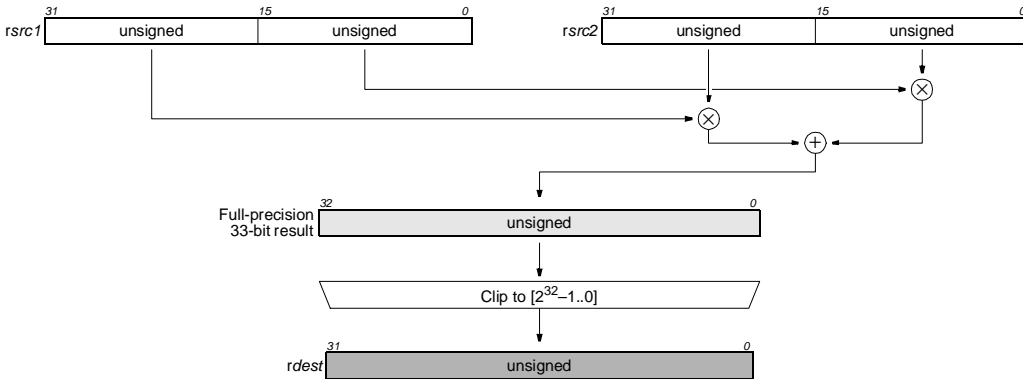 31 15 0 31 15 0
rsrc1 unsigned unsigned rsrc2 unsigned unsigned
× ×
+
32 0
Full-precision
33-bit result unsigned
Clip to [2³²–1..0]
31 0
rdest unsigned